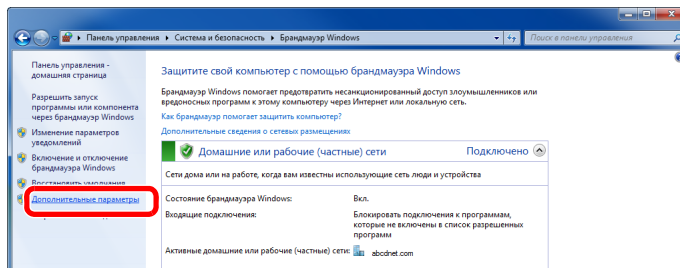 Панель управления ▸ Система и безопасность ▸ Брандмауэр Windows
Поиск в панели управления
Панель управления -
домашняя страница
Разрешить запуск
программы или компонента
через брандмауэр Windows
Изменение параметров
уведомлений
Включение и отключение
брандмауэра Windows
Восстановить умолчания
Дополнительные параметры
Защитите свой компьютер с помощью брандмауэра Windows
Брандмауэр Windows помогает предотвратить несанкционированный доступ злоумышленников или
вредоносных программ к этому компьютеру через Интернет или локальную сеть.
Как брандмауэр помогает защитить компьютер?
Дополнительные сведения о сетевых размещениях
Домашние или рабочие (частные) сети Подключено
Сети дома или на работе, когда вам известны использующие сеть люди и устройства
Состояние брандмауэра Windows: Вкл.
Входящие подключения: Блокировать подключения к программам,
которые не включены в список разрешенных
программ
Активные домашние или рабочие (частные) сети: abcdnet.com